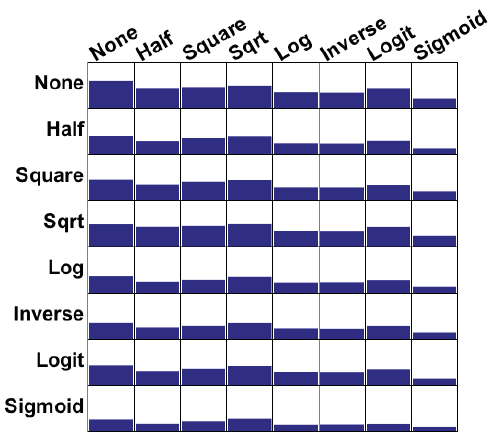 None Half Square Sqrt Log Inverse Logit Sigmoid
None
Half
Square
Sqrt
Log
Inverse
Logit
Sigmoid